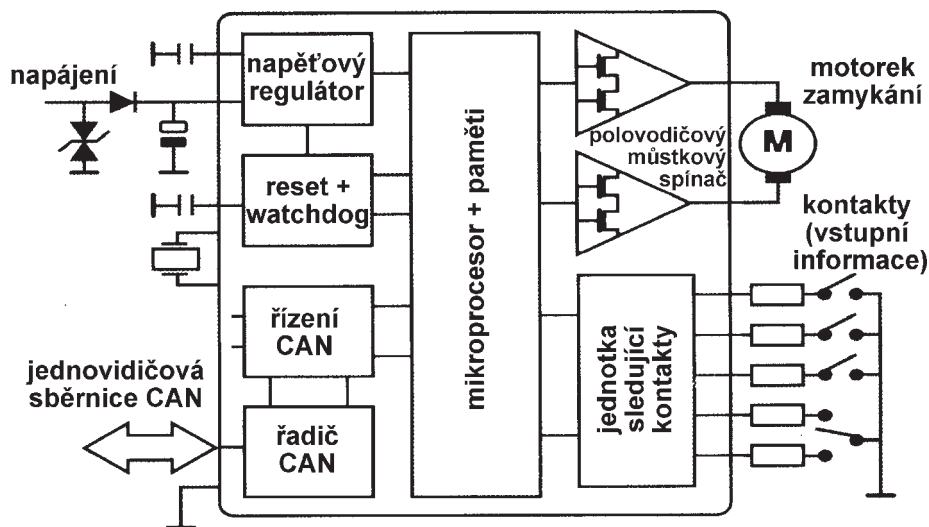 napájení
napěťový
regulátor
reset +
watchdog
řízení
CAN
jednovidičová
sběrnice CAN
řadič
CAN
mikroprocesor + paměti
polovodičový
můstkový
spínač
motorek
zamykání
M
kontakty
(vstupní
informace)
jednotka
sledující
kontakty